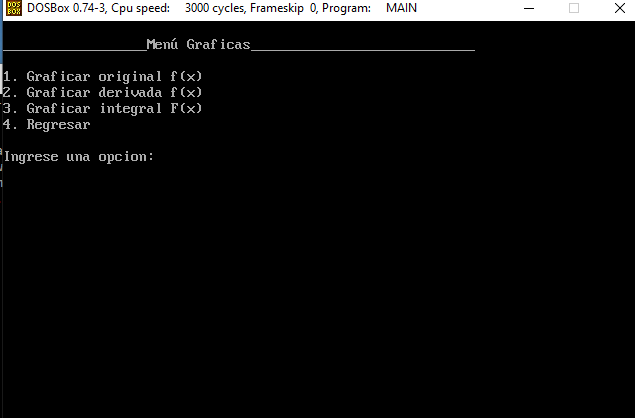 DOSBox 0.74-3, Cpu speed: 3000 cycles, Frameskip 0, Program: MAIN
__________________Menú Graficas____________________________
1. Graficar original f(x)
2. Graficar derivada f(x)
3. Graficar integral F(x)
4. Regresar
Ingrese una opcion: